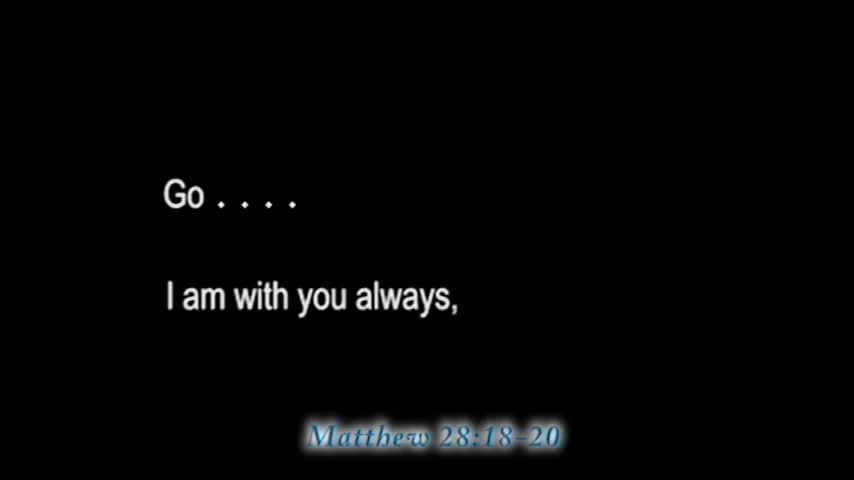 Go . . . .
I am with you always,
Matthew 28:18-20